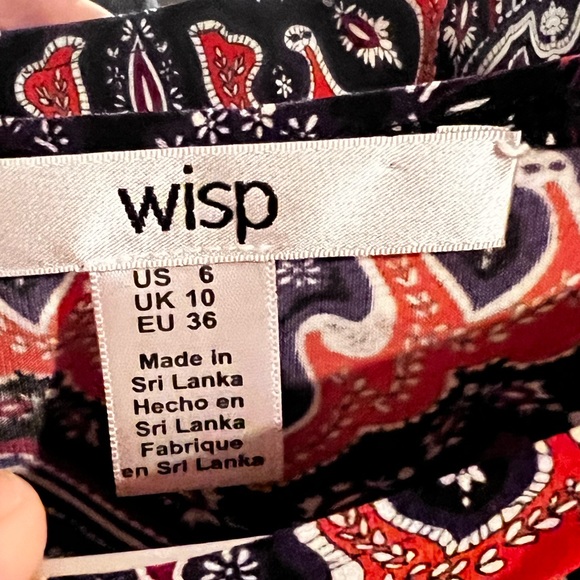 wisp
US 6
UK 10
EU 36
Made in
Sri Lanka
Hecho en
Sri Lanka
Fabrique
en Sri Lanka